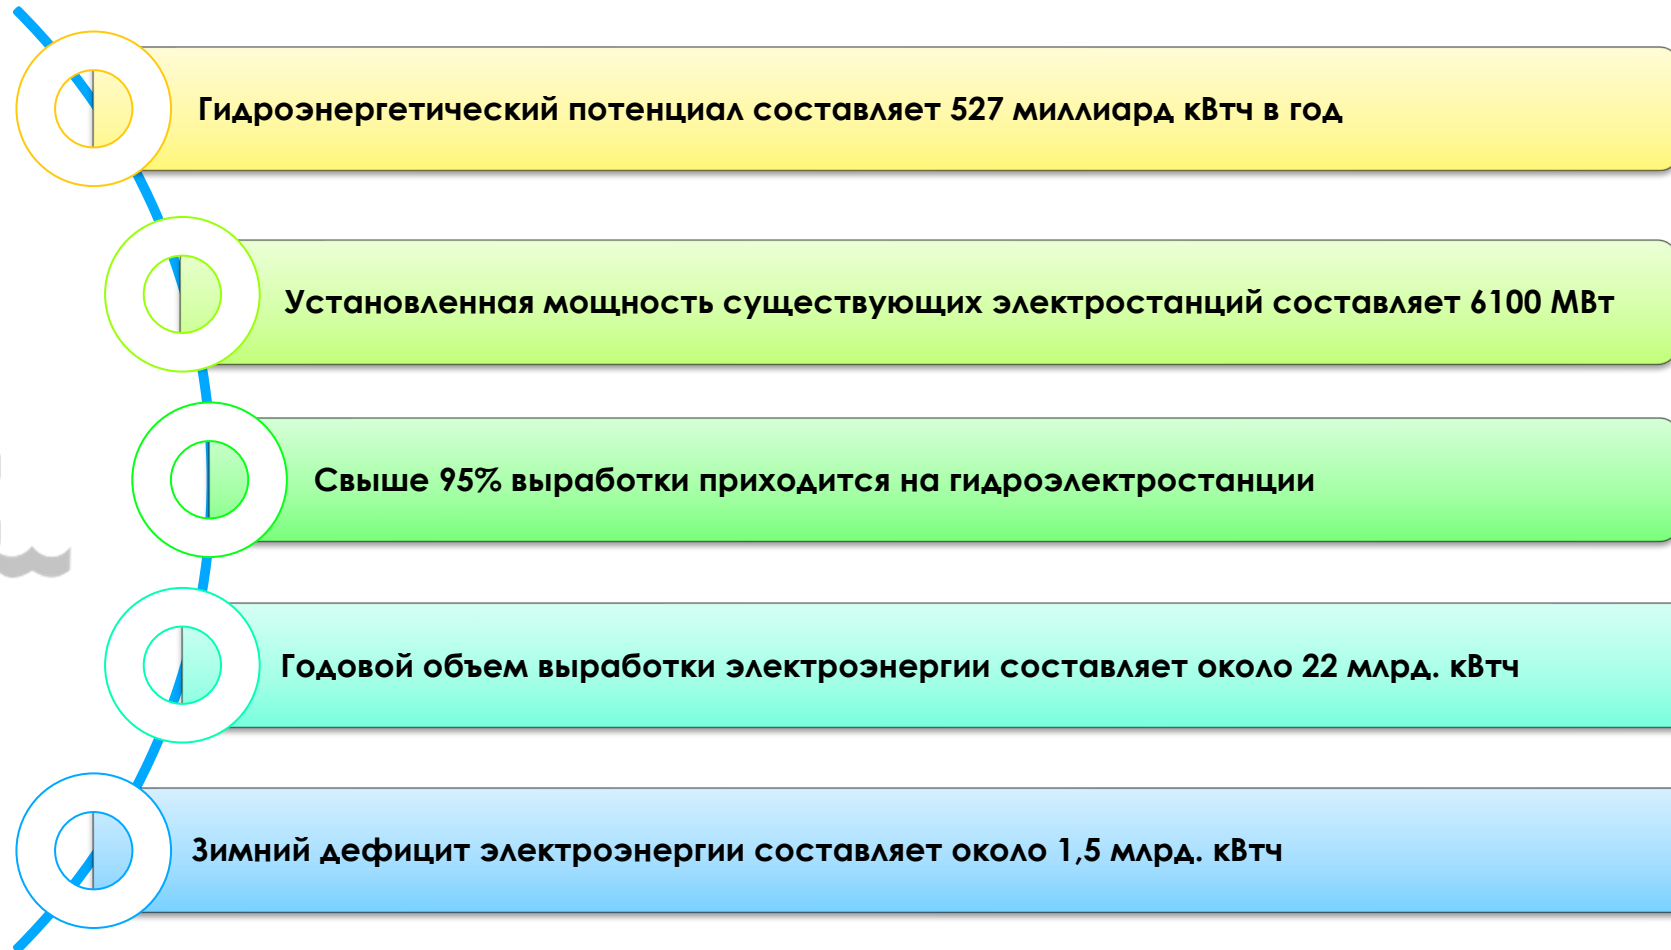 Гидроэнергетический потенциал составляет 527 миллиард кВтч в год
Установленная мощность существующих электростанций составляет 6100 МВт
Свыше 95% выработки приходится на гидроэлектростанции
Годовой объем выработки электроэнергии составляет около 22 млрд. кВтч
Зимний дефицит электроэнергии составляет около 1,5 млрд. кВтч